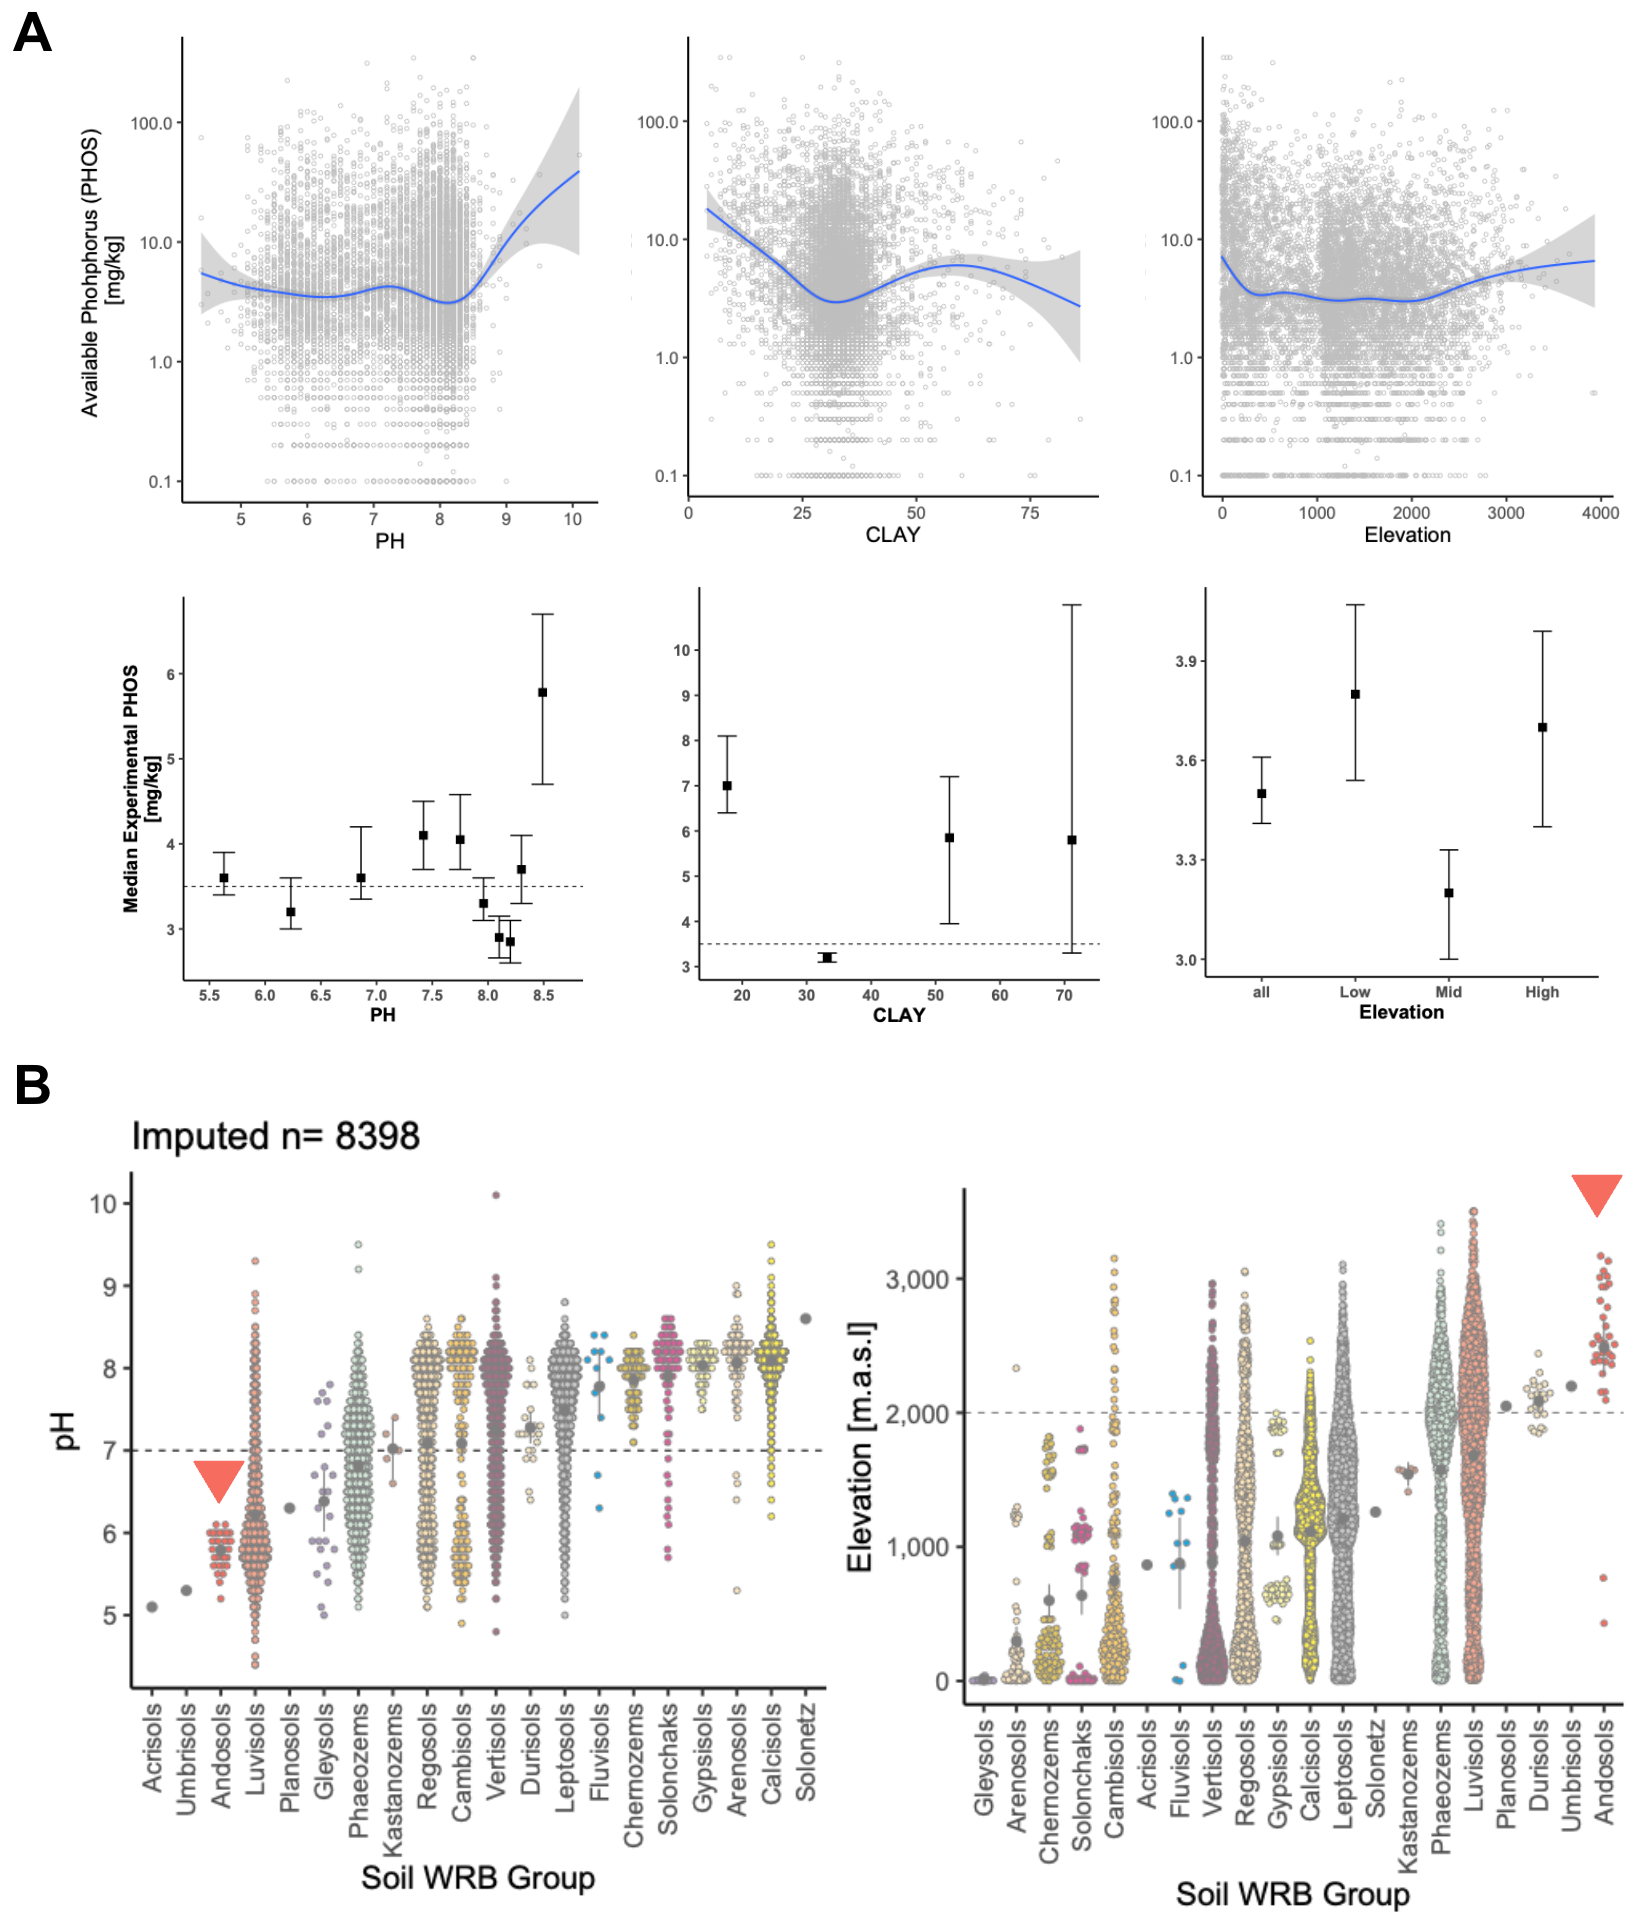 A
Available Phohphorus (PHOS)
[mg/kg]
100.0
10.0
1.0
0.1
5 6 7 8 9 10
PH
100.0
10.0
1.0
0.1
0 25 50 75
CLAY
100.0
10.0
1.0
0.1
0 1000 2000 3000 4000
Elevation
Median Experimental PHOS
[mg/kg]
6
5
4
3
5.5 6.0 6.5 7.0 7.5 8.0 8.5
PH
10
9
8
7
6
5
4
3
20 30 40 50 60 70
CLAY
3.9
3.6
3.3
3.0
all Low Mid High
Elevation
B
Imputed n= 8398
pH
10
9
8
7
6
5
Acrisols
Umbrisols
Andosols
Luvisols
Planosols
Gleysols
Phaeozems
Kastanozems
Regosols
Cambisols
Vertisols
Durisols
Leptosols
Fluvisols
Chernozems
Solonchaks
Gypsisols
Arenosols
Calcisols
Solonetz
Soil WRB Group
Elevation [m.a.s.l]
3,000
2,000
1,000
0
Gleysols
Arenosols
Chernozems
Solonchaks
Cambisols
Acrisols
Fluvisols
Vertisols
Regosols
Gypsisols
Calcisols
Leptosols
Solonetz
Kastanozems
Phaeozems
Luvisols
Planosols
Durisols
Umbrisols
Andosols
Soil WRB Group